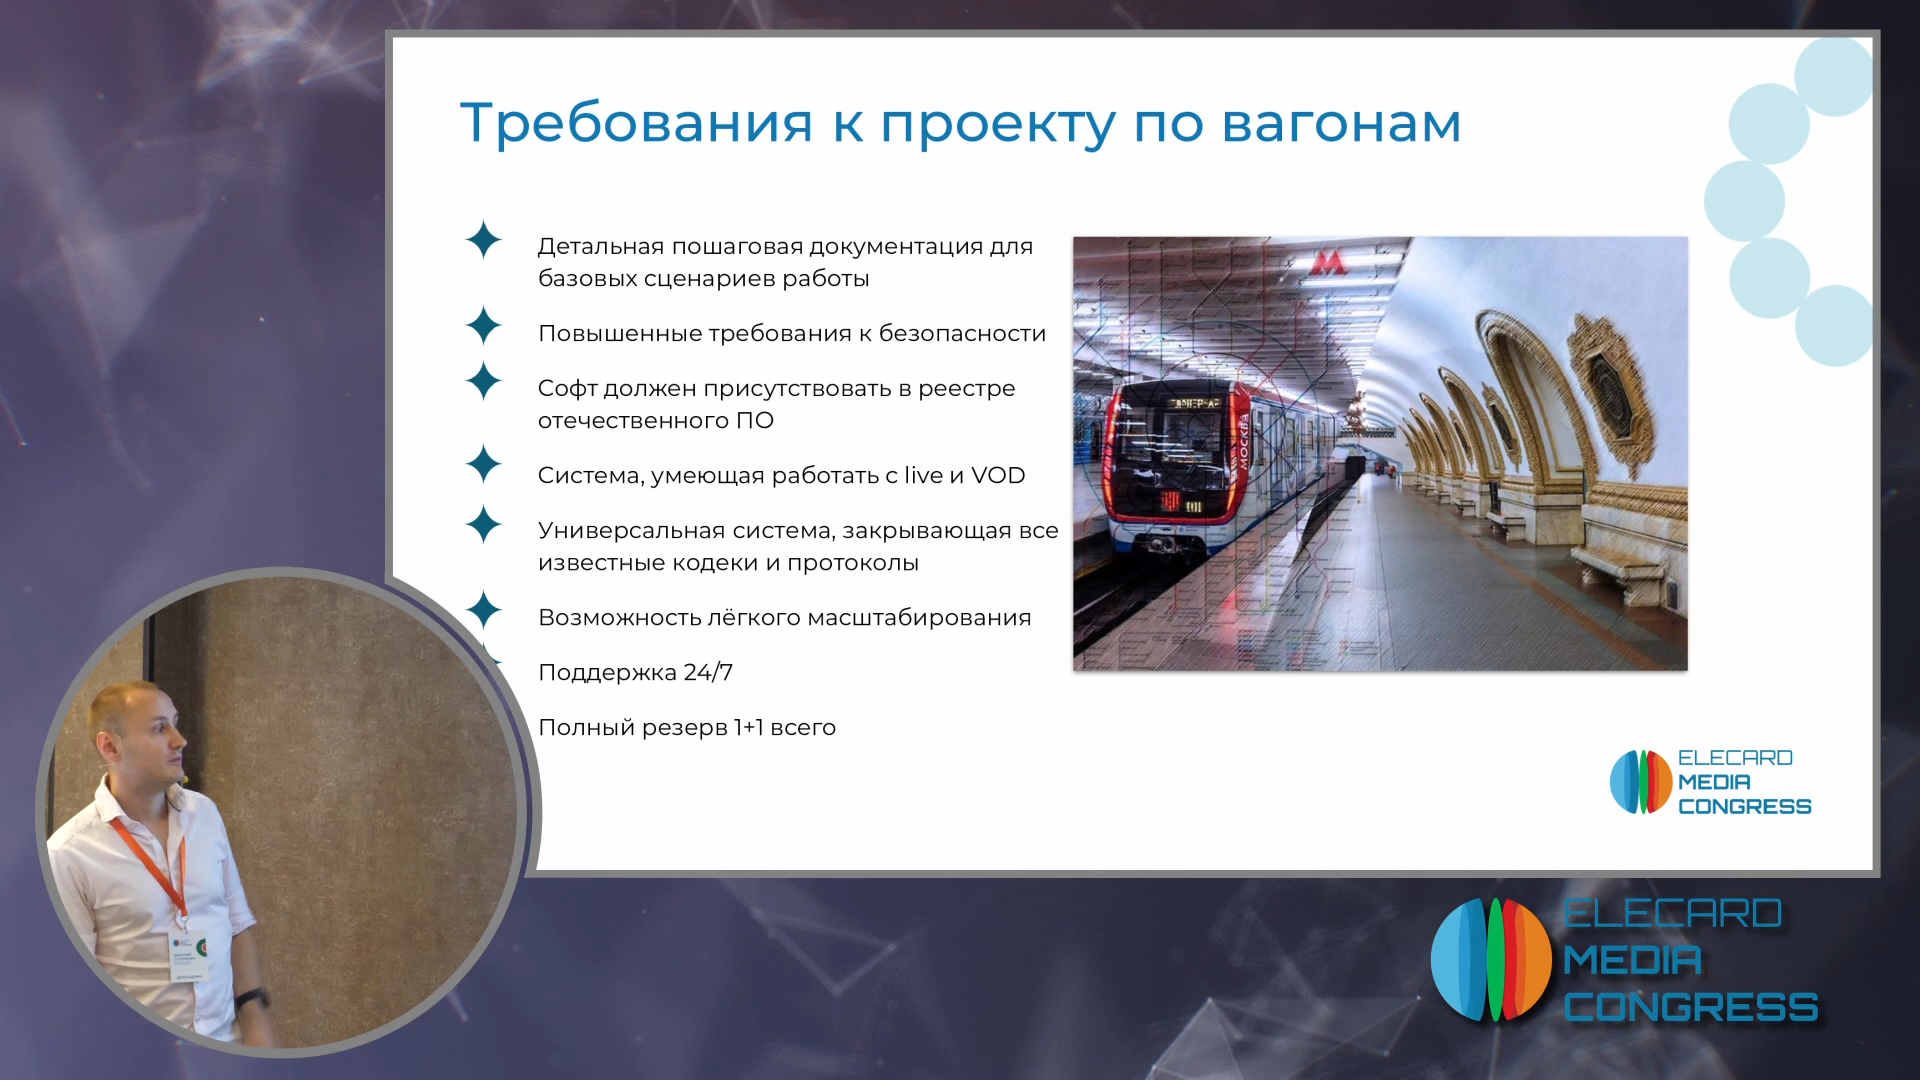 Требования к проекту по вагонам
Детальная пошаговая документация для
базовых сценариев работы
Повышенные требования к безопасности
Софт должен присутствовать в реестре
отечественного ПО
Система, умеющая работать с live и VOD
Универсальная система, закрывающая все
известные кодеки и протоколы
Возможность лёгкого масштабирования
Поддержка 24/7
Полный резерв 1+1 всего
МОСКВА
ELECARD
MEDIA
CONGRESS
ELECARD
MEDIA
CONGRESS